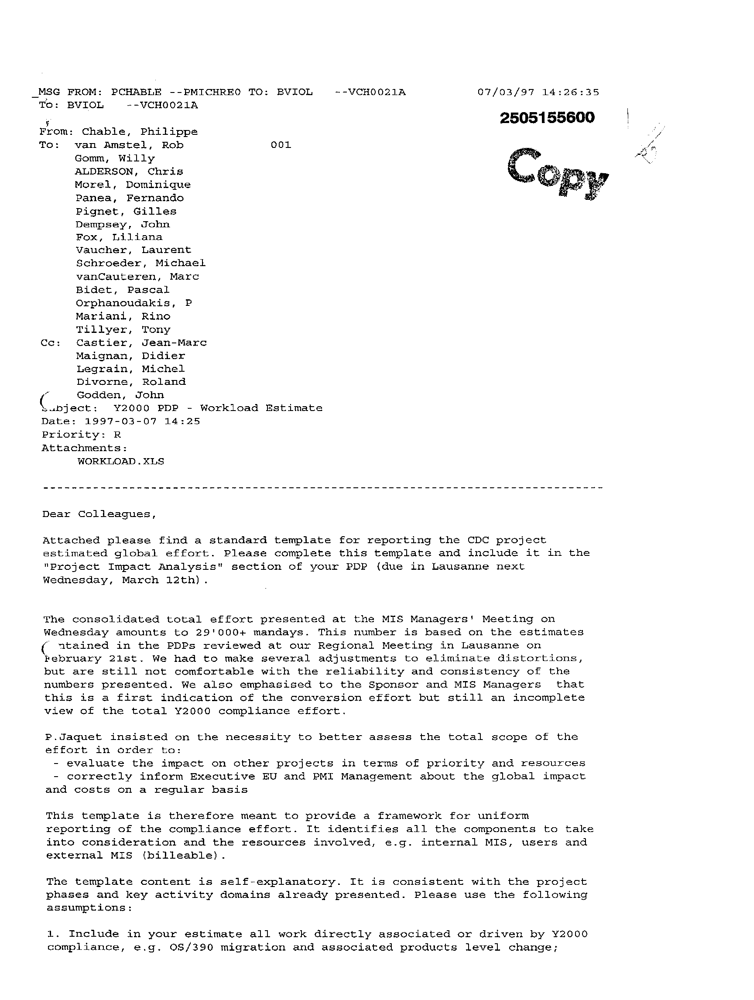 _MSG FROM: PCHABLE --PMICHRE0 TO: BVIOL   --VCH0021A          07/03/97 14:26:35
To: BVIOL   --VCH0021A
2505155600
From: Chable, Philippe
To:  van Amstel, Rob            001
Gomm, Willy
ALDERSON, Chris
Morel, Dominique
Panea, Fernando
Pignet, Gilles
Dempsey, John
Fox, Liliana
Vaucher, Laurent
Schroeder, Michael
vanCauteren, Marc
Bidet, Pascal
Orphanoudakis, P
Mariani, Rino
Tillyer, Tony
Cc:  Castier, Jean-Marc
Maignan, Didier
Legrain, Michel
Divorne, Roland
Godden, John
Copy
bject:  Y2000 PDP - Workload Estimate
Date: 1997-03-07 14:25
Priority: R
Attachments:
WORKLOAD.XLS
------------------------------------------------------------------------------
Dear Colleagues,
Attached please find a standard template for reporting the CDC project
estimated global effort. Please complete this template and include it in the
"Project Impact Analysis" section of your PDP (due in Lausanne next
Wednesday, March 12th).
The consolidated total effort presented at the MIS Managers' Meeting on
Wednesday amounts to 29'000+ mandays. This number is based on the estimates
ntained in the PDPs reviewed at our Regional Meeting in Lausanne on
February 21st. We had to make several adjustments to eliminate distortions,
but are still not comfortable with the reliability and consistency of the
numbers presented. We also emphasised to the Sponsor and MIS Managers  that
this is a first indication of the conversion effort but still an incomplete
view of the total Y2000 compliance effort.
P.Jaquet insisted on the necessity to better assess the total scope of the
effort in order to:
- evaluate the impact on other projects in terms of priority and resources
- correctly inform Executive EU and PMI Management about the global impact
and costs on a regular basis
This template is therefore meant to provide a framework for uniform
reporting of the compliance effort. It identifies all the components to take
into consideration and the resources involved, e.g. internal MIS, users and
external MIS (billeable).
The template content is self-explanatory. It is consistent with the project
phases and key activity domains already presented. Please use the following
assumptions:
1. Include in your estimate all work directly associated or driven by Y2000
compliance, e.g. OS/390 migration and associated products level change;